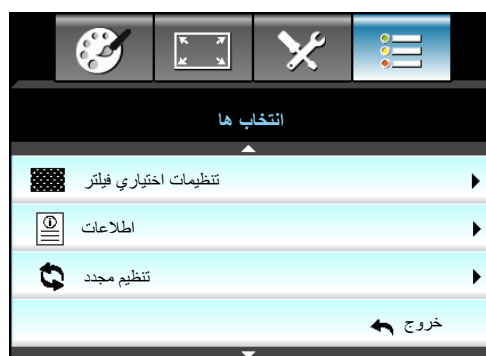 انتخاب ها
تنظیمات اختیاري فیلتر
اطلاعات
تنظیم مجدد
خروج